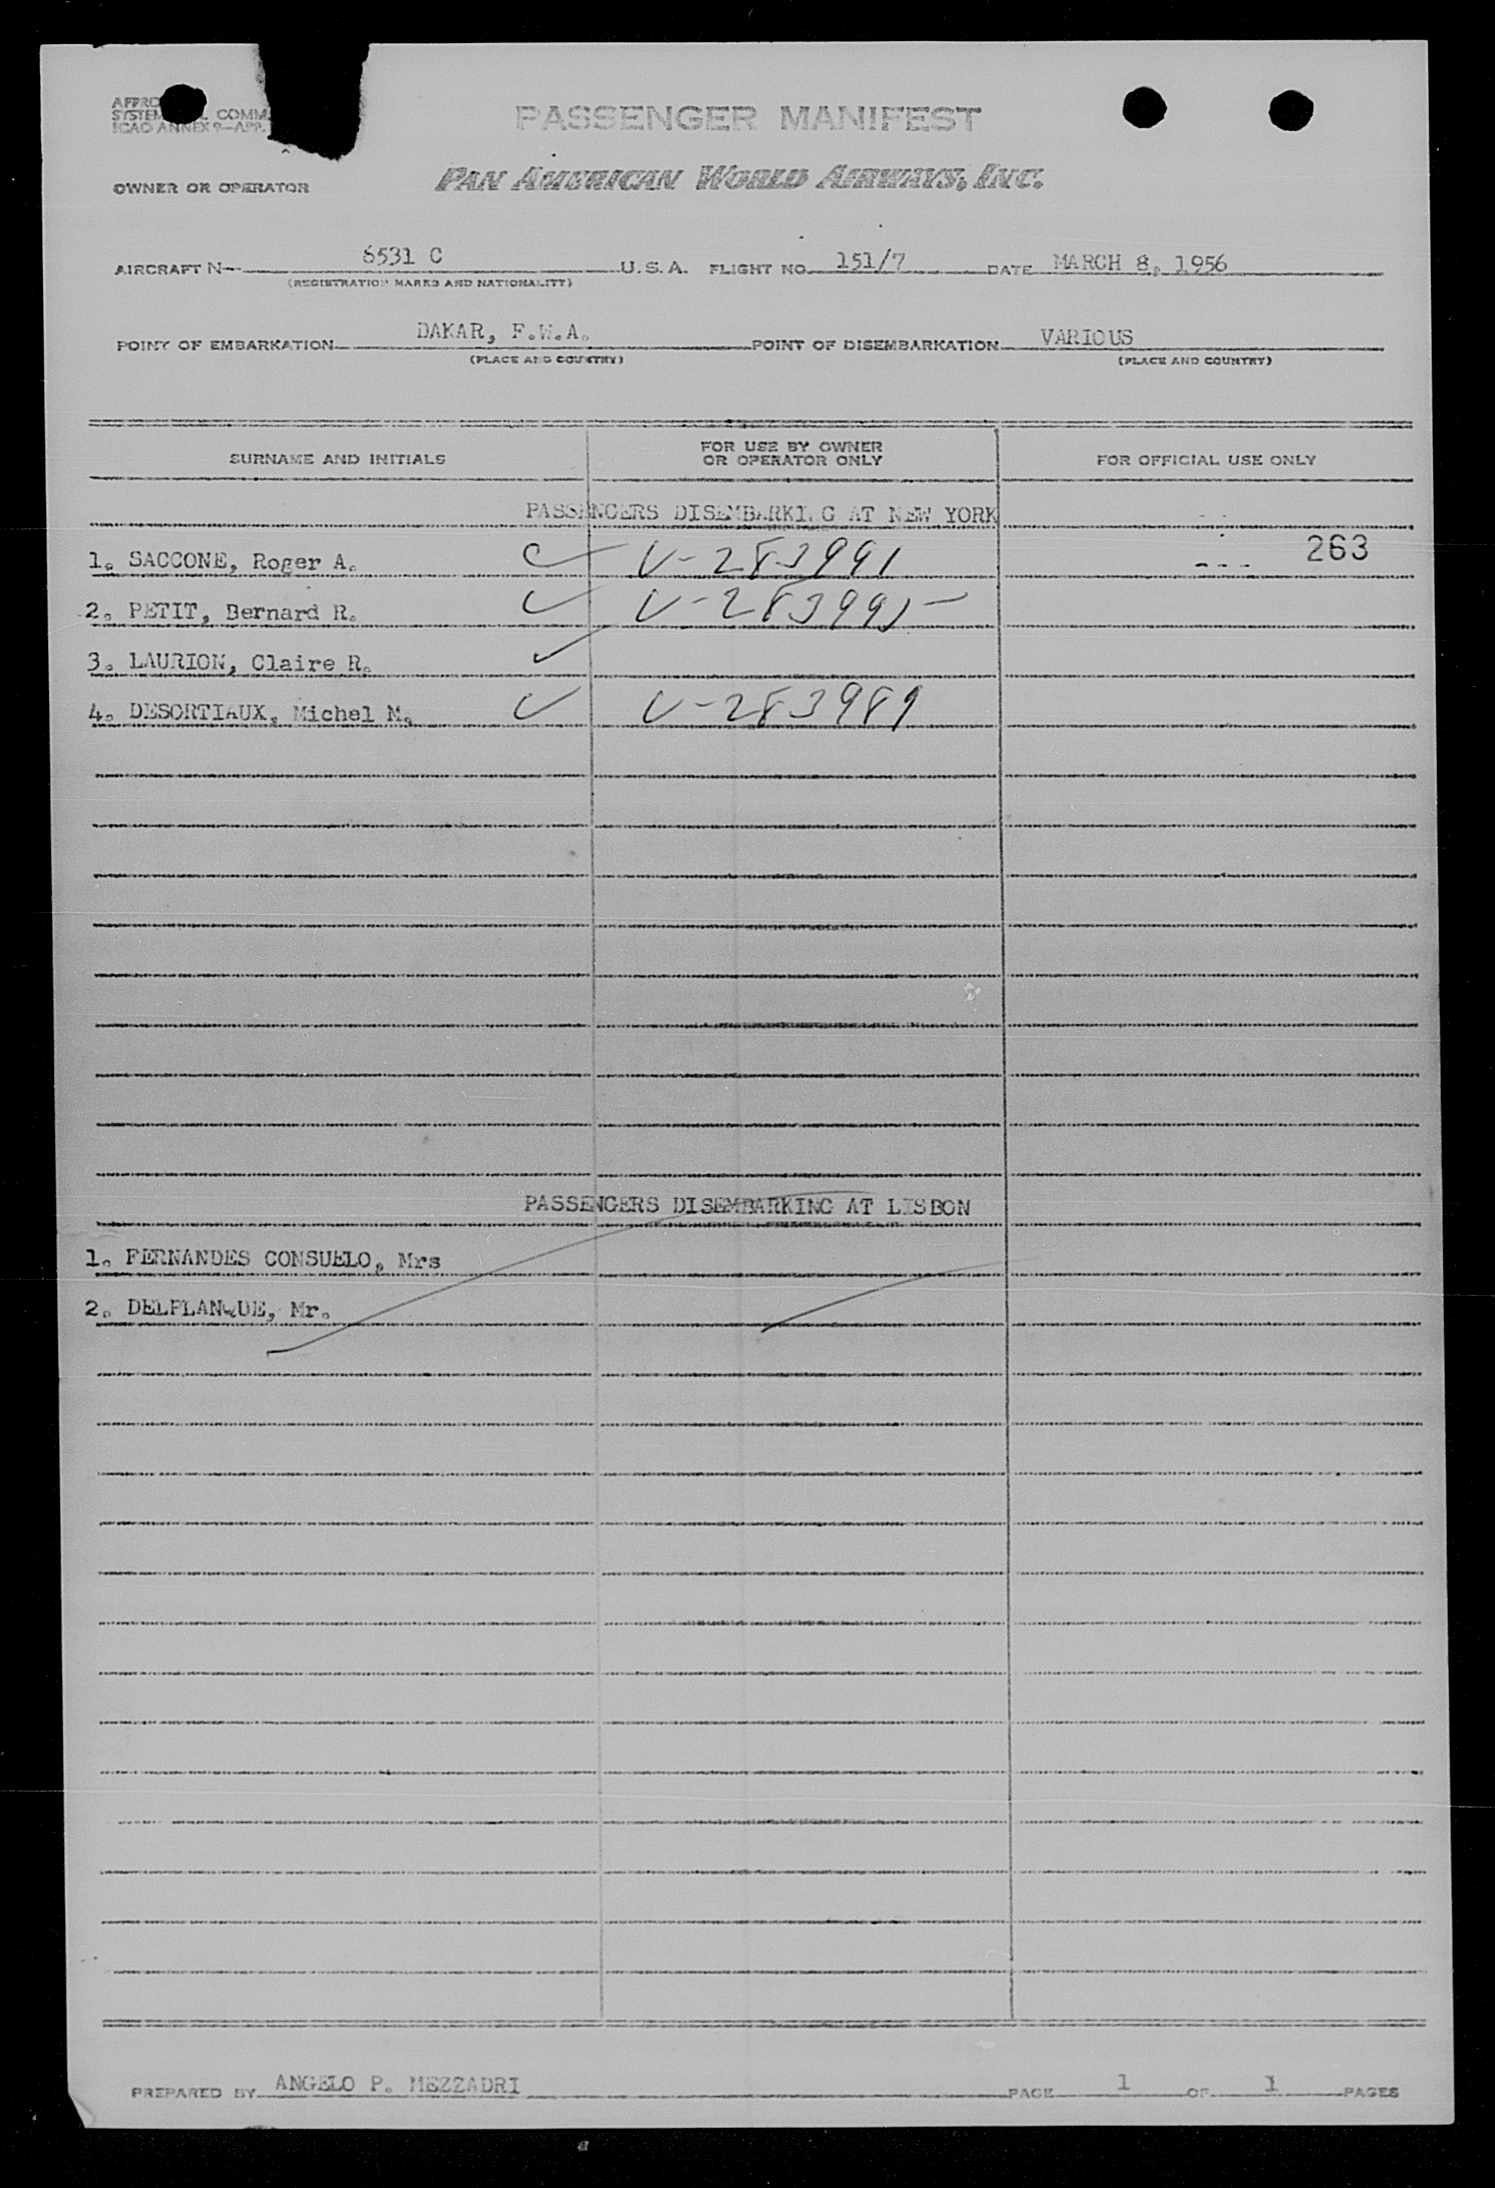 PASSENGER MANIFEST
ICAO ANNEX 9—APP.
OWNER OR OPERATOR PAN AMERICAN WORLD AIRWAYS, INC.
AIRCRAFT N— 6531 C U. S. A. FLIGHT NO. 151/7 DATE MARCH 8, 1956
(REGISTRATION MARKS AND NATIONALITY)
POINT OF EMBARKATION DAKAR, F.W.A. POINT OF DISEMBARKATION VARIOUS
(PLACE AND COUNTRY) (PLACE AND COUNTRY)
SURNAME AND INITIALS FOR USE BY OWNER OR OPERATOR ONLY FOR OFFICIAL USE ONLY
PASSENGERS DISEMBARKING AT NEW YORK
1. SACCONE, Roger A. V-283991 263
2. PETIT, Bernard R.
3. LAURION, Claire R.
4. DESORTIAUX, Michel M. V-283989
PASSENGERS DISEMBARKING AT LISBON
1. FERNANDES CONSUELO, Mrs
2. DELPLANQUE, Mr.
PREPARED BY ANGELO P. MEZZADRI PAGE 1 OF 1 PAGES